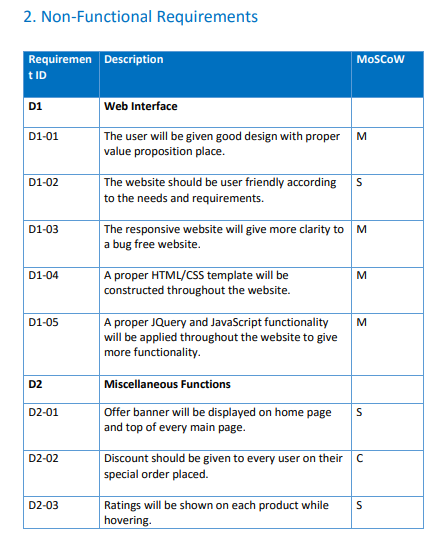 2. Non-Functional Requirements
Requiremen Description MoSCoW
t ID
D1 Web Interface
D1-01 The user will be given good design with proper M
value proposition place.
D1-02 The website should be user friendly according S
to the needs and requirements.
D1-03 The responsive website will give more clarity to M
a bug free website.
D1-04 A proper HTML/CSS template will be M
constructed throughout the website.
D1-05 A proper JQuery and JavaScript functionality M
will be applied throughout the website to give
more functionality.
D2 Miscellaneous Functions
D2-01 Offer banner will be displayed on home page S
and top of every main page.
D2-02 Discount should be given to every user on their C
special order placed.
D2-03 Ratings will be shown on each product while S
hovering.